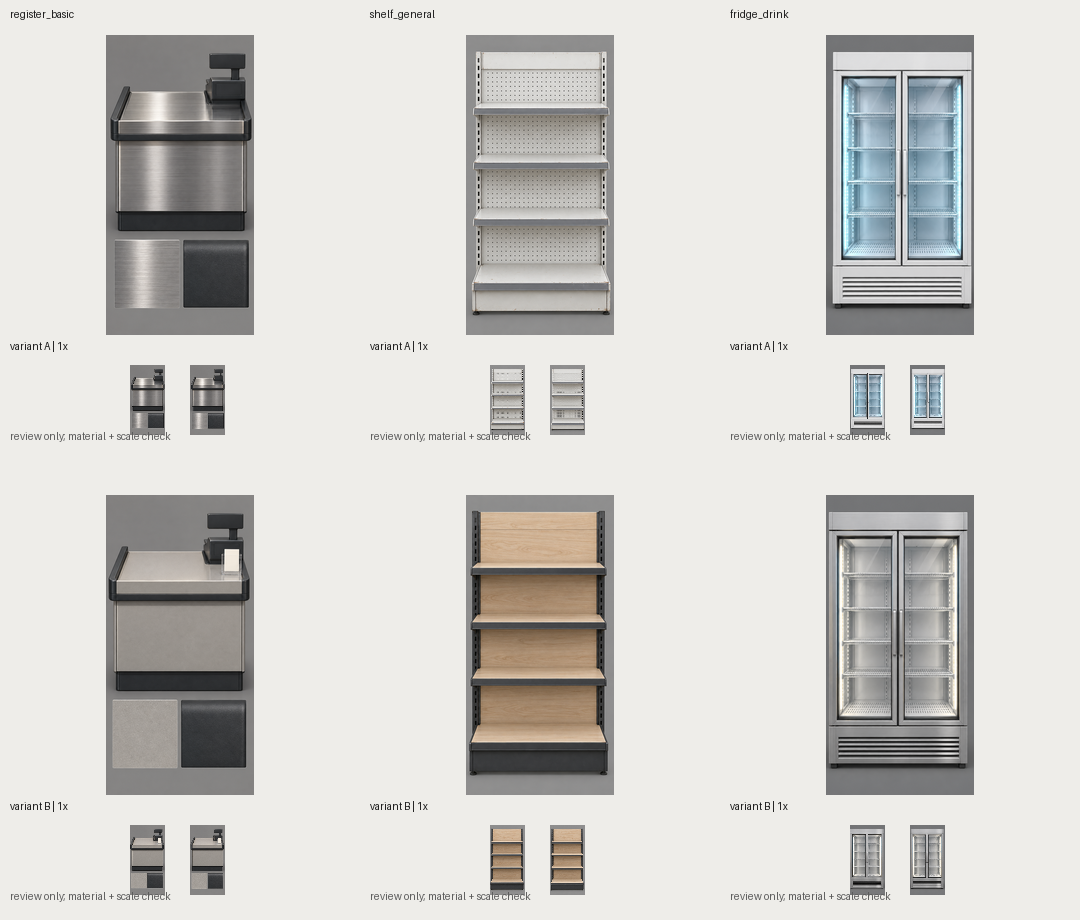 register_basic
shelf_general
fridge_drink
variant A | 1x
variant A | 1x
variant A | 1x
review only; material + scale check
review only; material + scale check
review only; material + scale check
variant B | 1x
variant B | 1x
variant B | 1x
review only; material + scale check
review only; material + scale check
review only; material + scale check